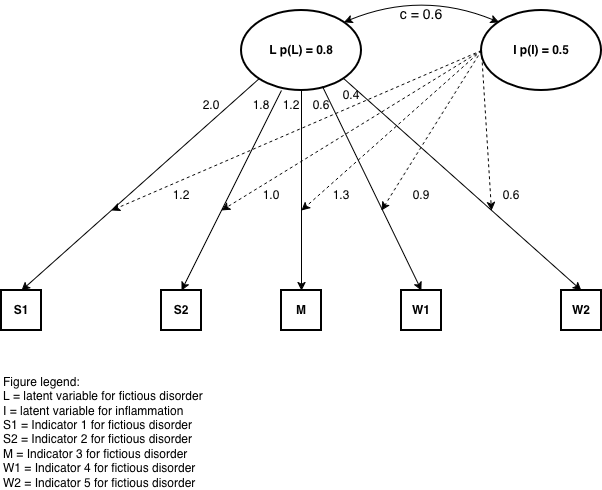 c = 0.6
L p(L) = 0.8
I p(I) = 0.5
2.0
1.8
1.2
0.6
0.4
1.2
1.0
1.3
0.9
0.6
S1
S2
M
W1
W2
Figure legend:
L = latent variable for fictious disorder
I = latent variable for inflammation
S1 = Indicator 1 for fictious disorder
S2 = Indicator 2 for fictious disorder
M = Indicator 3 for fictious disorder
W1 = Indicator 4 for fictious disorder
W2 = Indicator 5 for fictious disorder